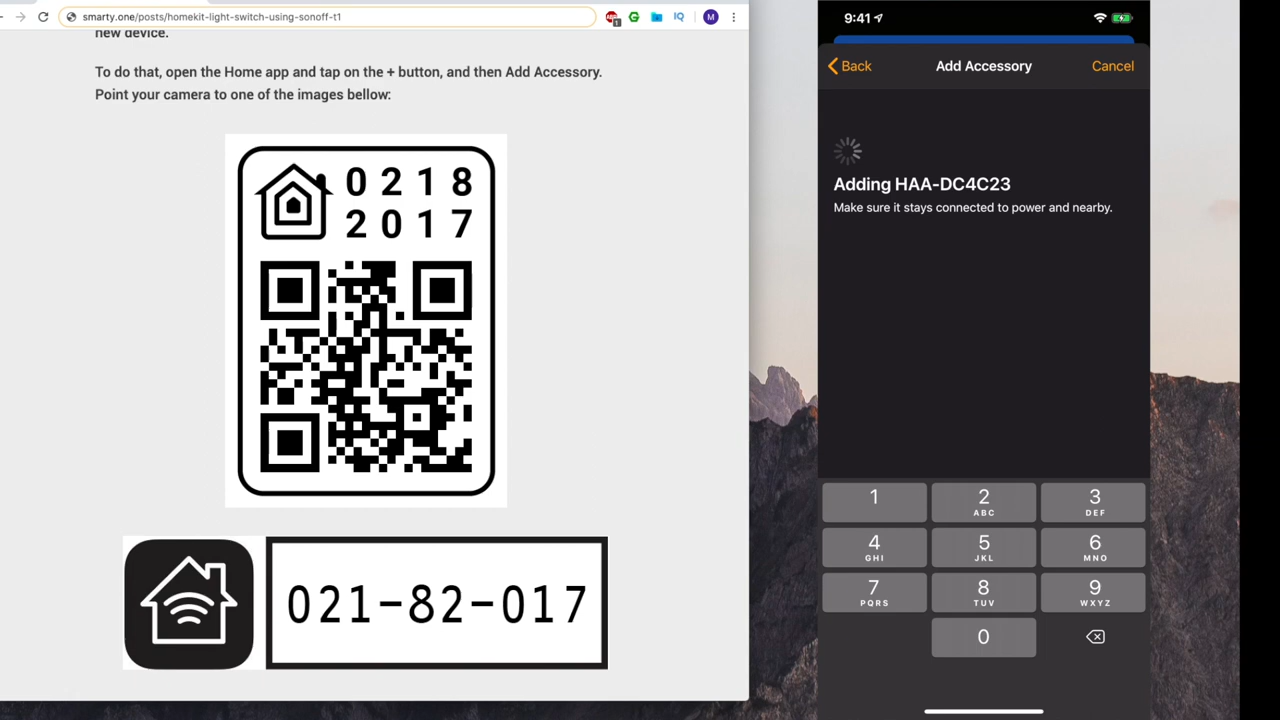 smarty.one/posts/homekit-light-switch-using-sonoff-t1
M
new device.
To do that, open the Home app and tap on the + button, and then Add Accessory.
Point your camera to one of the images bellow:
0218
2017
021-82-017
9:41
Back
Add Accessory
Cancel
Adding HAA-DC4C23
Make sure it stays connected to power and nearby.
1
2
ABC
3
DEF
4
GHI
5
JKL
6
MNO
7
PQRS
8
TUV
9
WXYZ
0